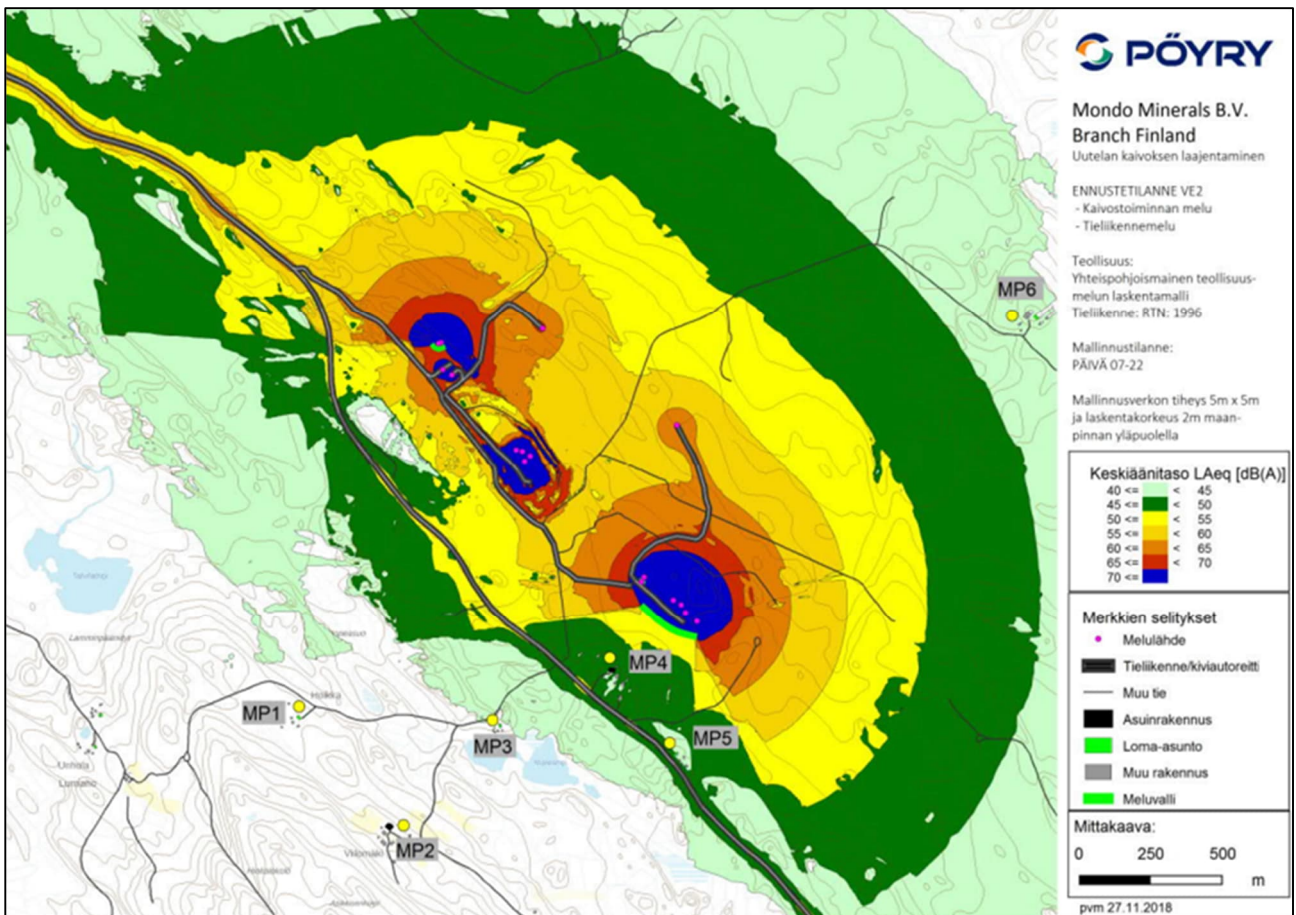 PÖYRY
Mondo Minerals B.V.
Branch Finland
Uutelan kaivoksen laajentaminen
ENNUSTETILANNE VE2
- Kaivostoiminnan melu
- Tieliikennemelu
Teollisuus:
Yhteispohjoismainen teollisuus-
melun laskentamalli
Tieliikenne: RTN: 1996
Mallinnustilanne:
PÄIVÄ 07-22
Mallinnusverkon tiheys 5m x 5m
ja laskentakorkeus 2m maan-
pinnan yläpuolella
Keskiäänitaso LAeq [dB(A)]
40 <= < 45
45 <= < 50
50 <= < 55
55 <= < 60
60 <= < 65
65 <= < 70
70 <=
Merkkien selitykset
Melulähde
Tieliikenne/kiviautoreitti
Muu tie
Asuinrakennus
Loma-asunto
Muu rakennus
Meluvalli
Mittakaava:
0 250 500
m
pvm 27.11.2018
MP6
MP4
MP1
MP3
MP5
MP2